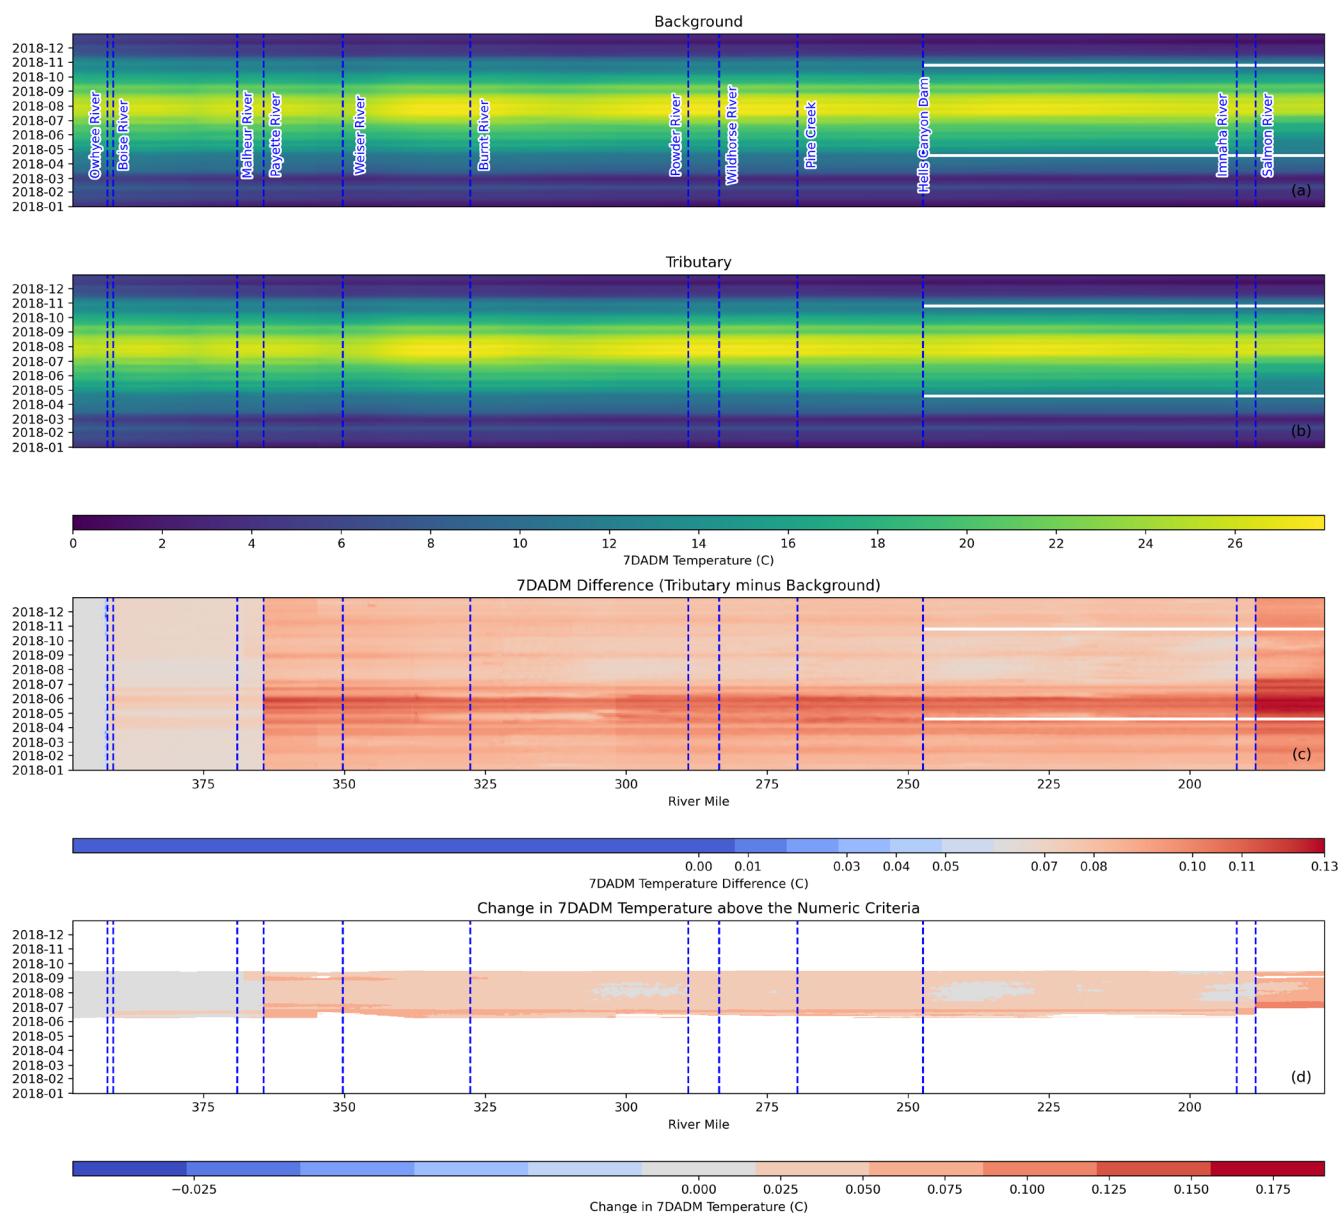 Background
2018-12
2018-11
2018-10
2018-09
2018-08
2018-07
2018-06
2018-05
2018-04
2018-03
2018-02
2018-01
Owhyee River
Boise River
Malheur River
Payette River
Weiser River
Burnt River
Powder River
Wildhorse River
Pine Creek
Hells Canyon Dam
Imnaha River
Salmon River
(a)
Tributary
2018-12
2018-11
2018-10
2018-09
2018-08
2018-07
2018-06
2018-05
2018-04
2018-03
2018-02
2018-01
(b)
0 2 4 6 8 10 12 14 16 18 20 22 24 26
7DADM Temperature (C)
7DADM Difference (Tributary minus Background)
2018-12
2018-11
2018-10
2018-09
2018-08
2018-07
2018-06
2018-05
2018-04
2018-03
2018-02
2018-01
(c)
375 350 325 300 275 250 225 200
River Mile
0.00 0.01 0.03 0.04 0.05 0.07 0.08 0.10 0.11 0.13
7DADM Temperature Difference (C)
Change in 7DADM Temperature above the Numeric Criteria
2018-12
2018-11
2018-10
2018-09
2018-08
2018-07
2018-06
2018-05
2018-04
2018-03
2018-02
2018-01
(d)
375 350 325 300 275 250 225 200
River Mile
−0.025 0.000 0.025 0.050 0.075 0.100 0.125 0.150 0.175
Change in 7DADM Temperature (C)